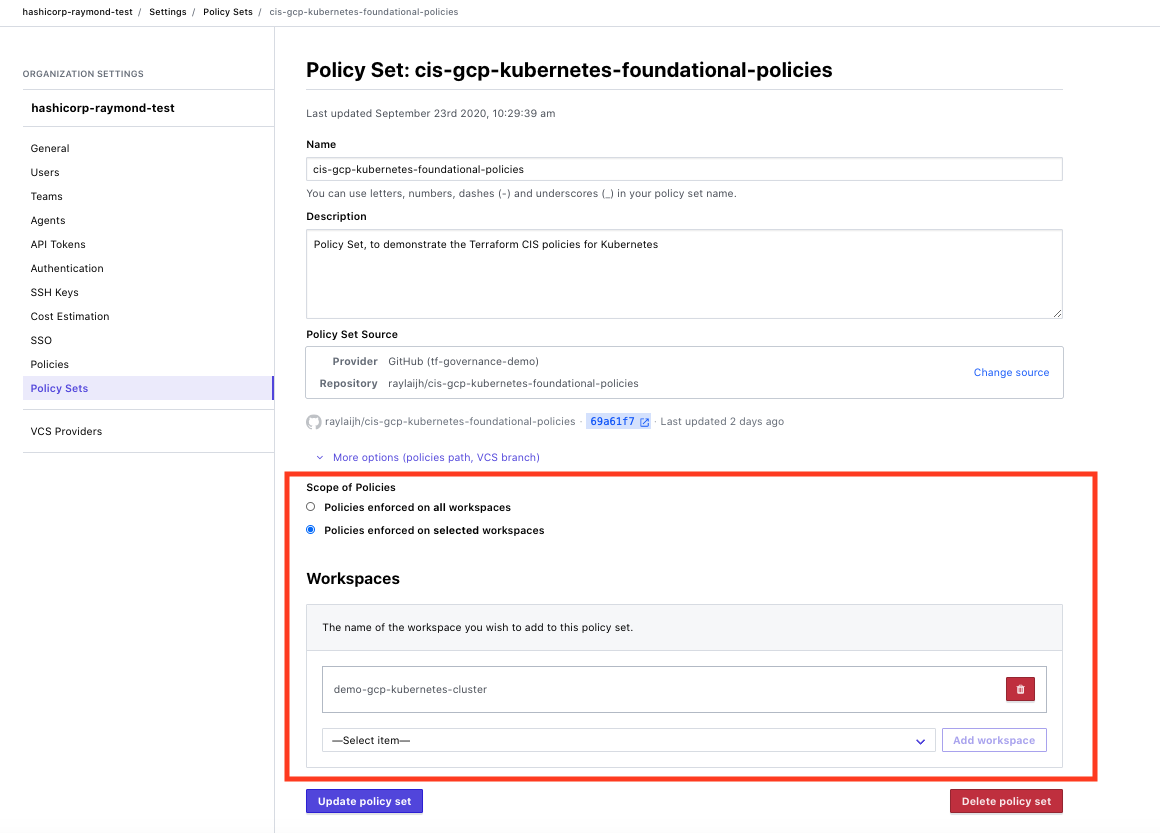 hashicorp-raymond-test / Settings / Policy Sets / cis-gcp-kubernetes-foundational-policies
ORGANIZATION SETTINGS
hashicorp-raymond-test
General
Users
Teams
Agents
API Tokens
Authentication
SSH Keys
Cost Estimation
SSO
Policies
Policy Sets
VCS Providers
Policy Set: cis-gcp-kubernetes-foundational-policies
Last updated September 23rd 2020, 10:29:39 am
Name
cis-gcp-kubernetes-foundational-policies
You can use letters, numbers, dashes (-) and underscores (_) in your policy set name.
Description
Policy Set, to demonstrate the Terraform CIS policies for Kubernetes
Policy Set Source
Provider GitHub (tf-governance-demo)
Repository raylaijh/cis-gcp-kubernetes-foundational-policies
Change source
raylaijh/cis-gcp-kubernetes-foundational-policies · 69a61f7 · Last updated 2 days ago
More options (policies path, VCS branch)
Scope of Policies
Policies enforced on all workspaces
Policies enforced on selected workspaces
Workspaces
The name of the workspace you wish to add to this policy set.
demo-gcp-kubernetes-cluster
—Select item— Add workspace
Update policy set Delete policy set